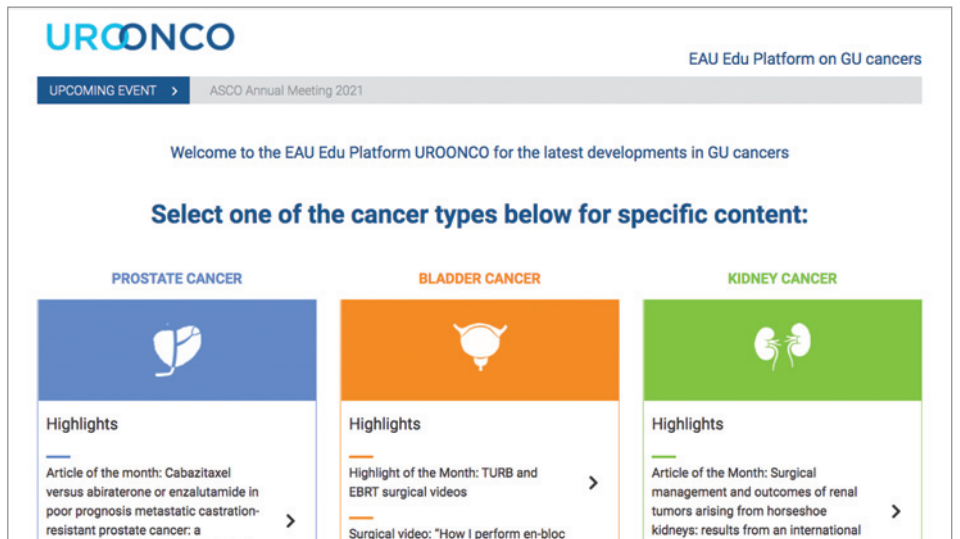 UROONCO
EAU Edu Platform on GU cancers
UPCOMING EVENT
ASCO Annual Meeting 2021
Welcome to the EAU Edu Platform UROONCO for the latest developments in GU cancers
Select one of the cancer types below for specific content:
PROSTATE CANCER
Highlights
Article of the month: Cabazitaxel
versus abiraterone or enzalutamide in
poor prognosis metastatic castration-
resistant prostate cancer: a
BLADDER CANCER
Highlights
Highlight of the Month: TURB and
EBRT surgical videos
Surgical video: “How I perform en-bloc
KIDNEY CANCER
Highlights
Article of the Month: Surgical
management and outcomes of renal
tumors arising from horseshoe
kidneys: results from an international